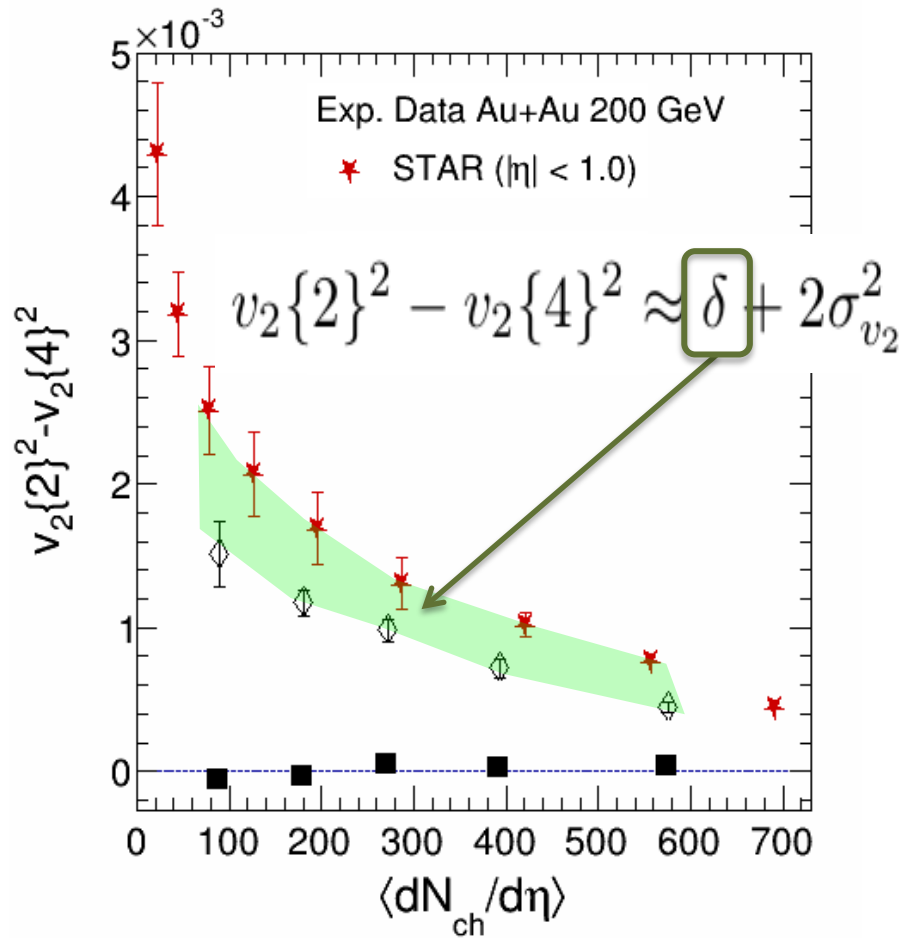 5×10⁻³
Exp. Data Au+Au 200 GeV
STAR (|η| < 1.0)
4
v₂{2}² − v₂{4}² ≈ δ + 2σ²_{v₂}
3
v₂{2}²-v₂{4}²
2
1
0
0 100 200 300 400 500 600 700
⟨dN_ch/dη⟩